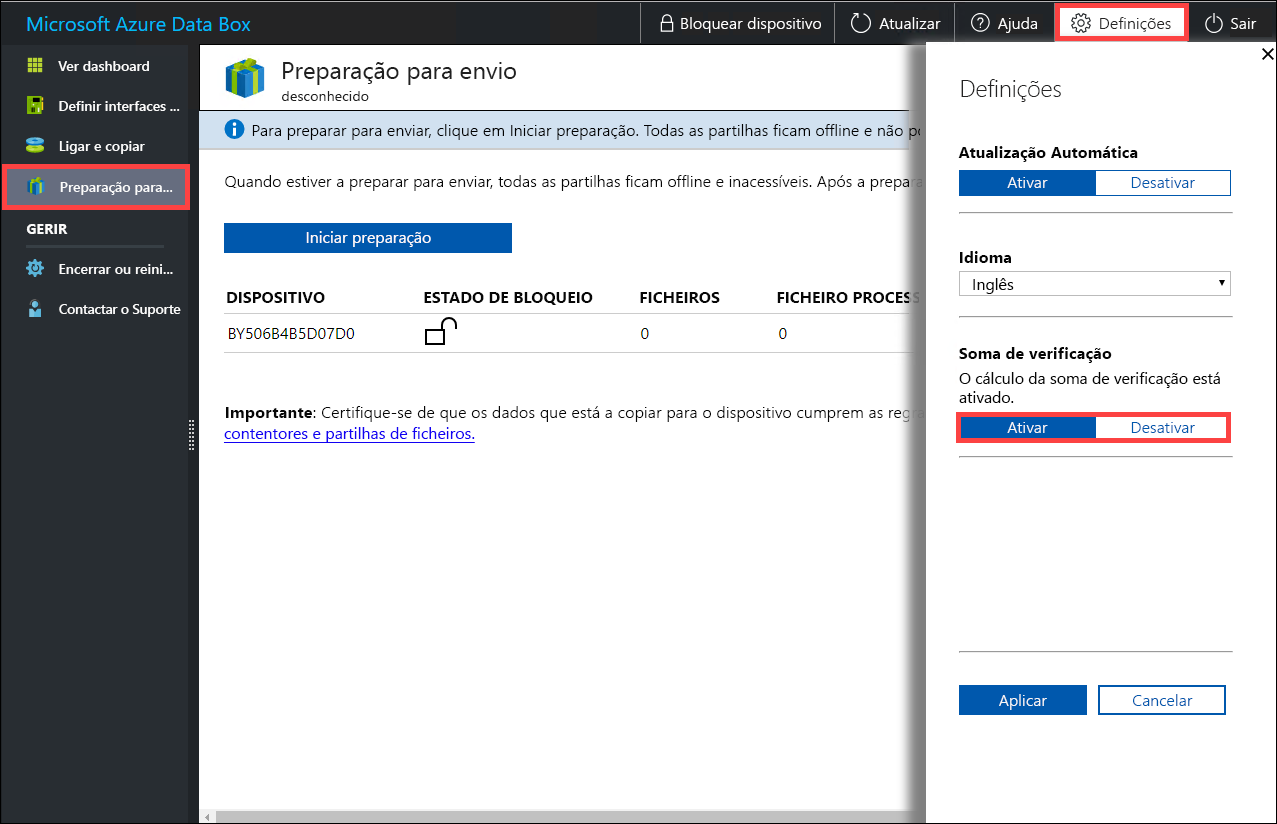 Microsoft Azure Data Box
Bloquear dispositivo
Atualizar
Ajuda
Definições
Sair
Ver dashboard
Definir interfaces ...
Ligar e copiar
Preparação para...
GERIR
Encerrar ou reini...
Contactar o Suporte
Preparação para envio
desconhecido
Para preparar para enviar, clique em Iniciar preparação. Todas as partilhas ficam offline e não
Quando estiver a preparar para enviar, todas as partilhas ficam offline e inacessíveis. Após a prepara
Iniciar preparação
DISPOSITIVO ESTADO DE BLOQUEIO FICHEIROS FICHEIRO PROCESS
BY506B4B5D07D0 0 0
Importante: Certifique-se de que os dados que está a copiar para o dispositivo cumprem as regra
contentores e partilhas de ficheiros.
Definições
Atualização Automática
Ativar Desativar
Idioma
Inglês
Soma de verificação
O cálculo da soma de verificação está
ativado.
Ativar Desativar
Aplicar Cancelar